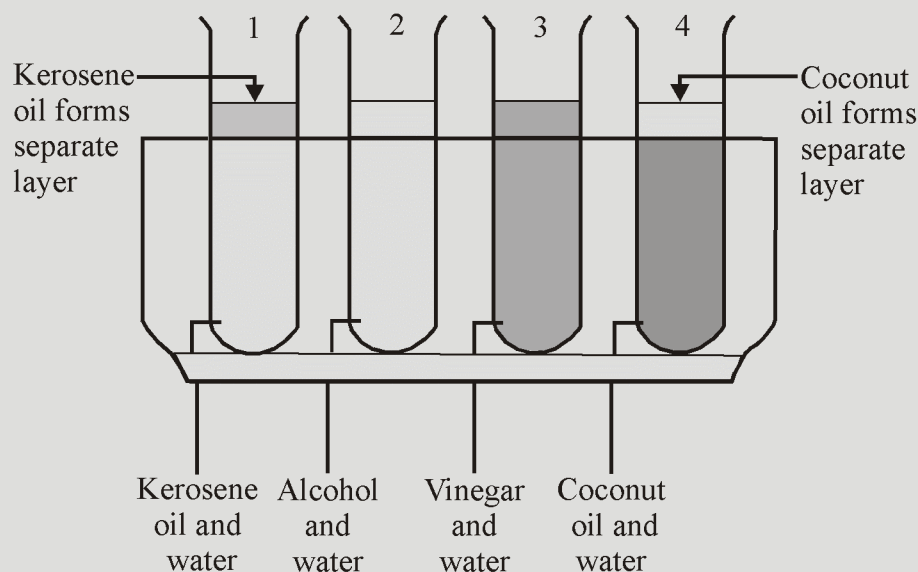 1
2
3
4
Kerosene
oil forms
separate
layer
Coconut
oil forms
separate
layer
Kerosene
oil and
water
Alcohol
and
water
Vinegar
and
water
Coconut
oil and
water